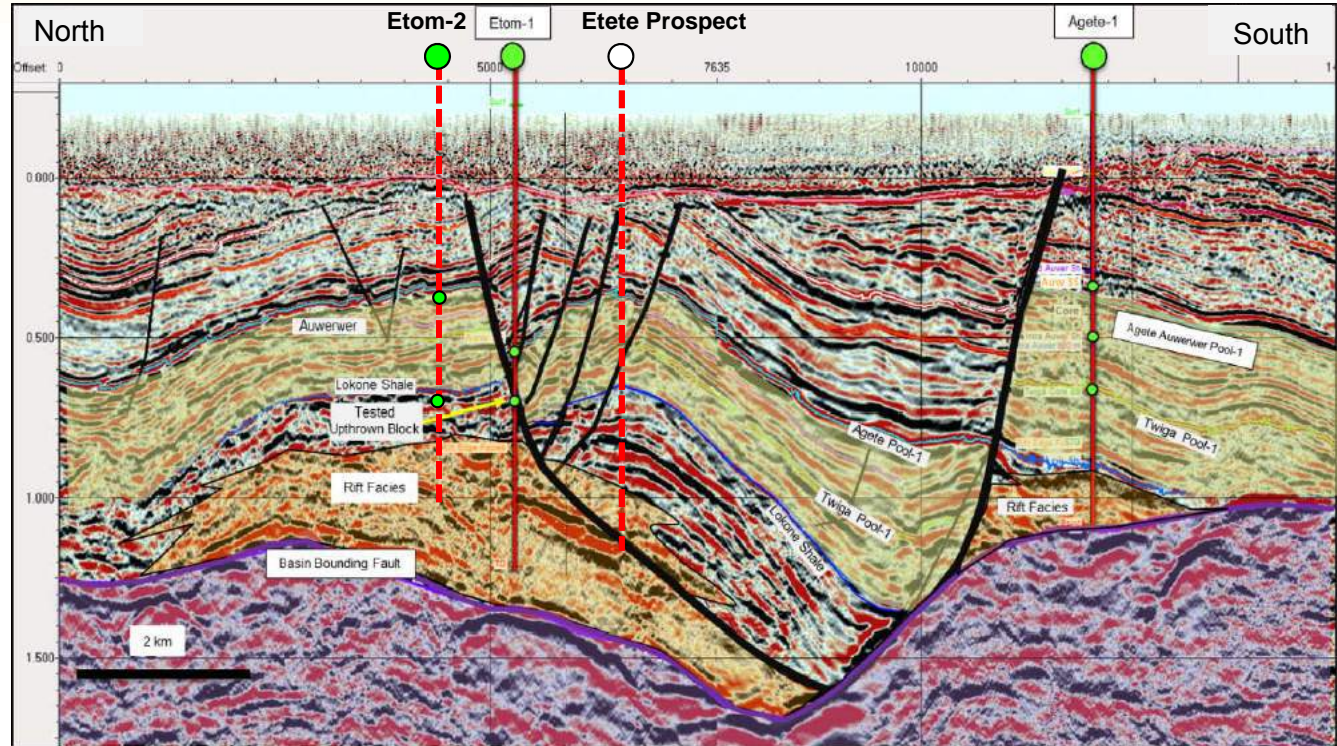 North
Etom-2
Etom-1
Etete Prospect
Agete-1
South
Offset:
0
5000
7635
10000
0.000
0.500
1.000
1.500
Auwerwer
Lokone Shale
Tested
Upthrown Block
Rift Facies
Basin Bounding Fault
2 km
Agete Pool-1
Twiga Pool-1
Lokone Shale
Agete Auwerwer Pool-1
Twiga Pool-1
Rift Facies